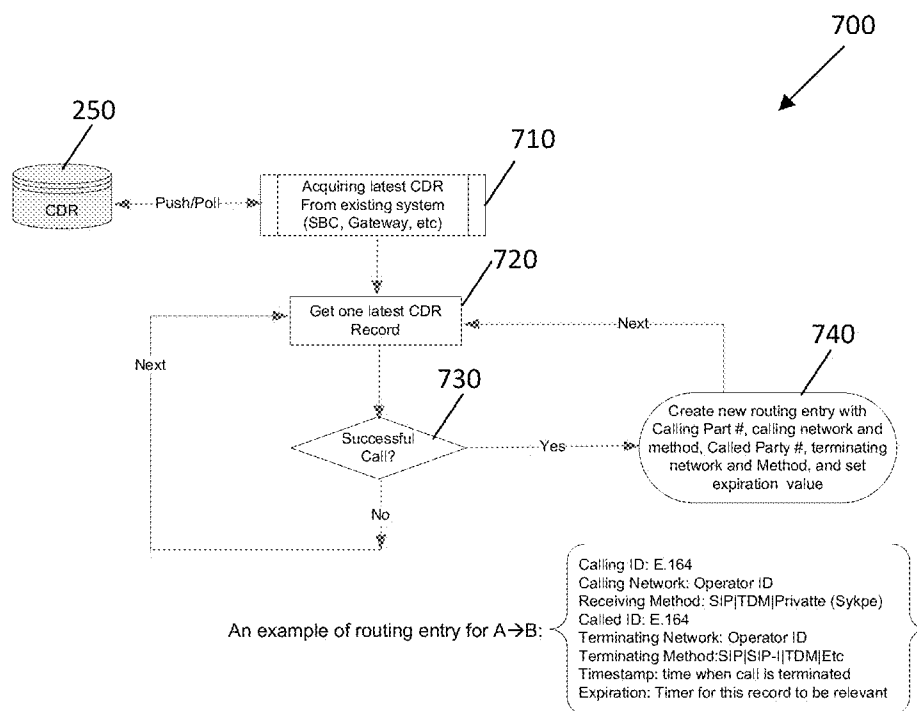 700
250
710
CDR
Push/Poll
Acquiring latest CDR
From existing system
(SBC, Gateway, etc)
720
Get one latest CDR
Record
Next
Next
730
740
Successful
Call?
Yes
Create new routing entry with
Calling Part #, calling network and
method, Called Party #, terminating
network and Method, and set
expiration value
No
An example of routing entry for A→B:
Calling ID: E.164
Calling Network: Operator ID
Receiving Method: SIP|TDM|Privatte (Sykpe)
Called ID: E.164
Terminating Network: Operator ID
Terminating Method:SIP|SIP-I|TDM|Etc
Timestamp: time when call is terminated
Expiration: Timer for this record to be relevant